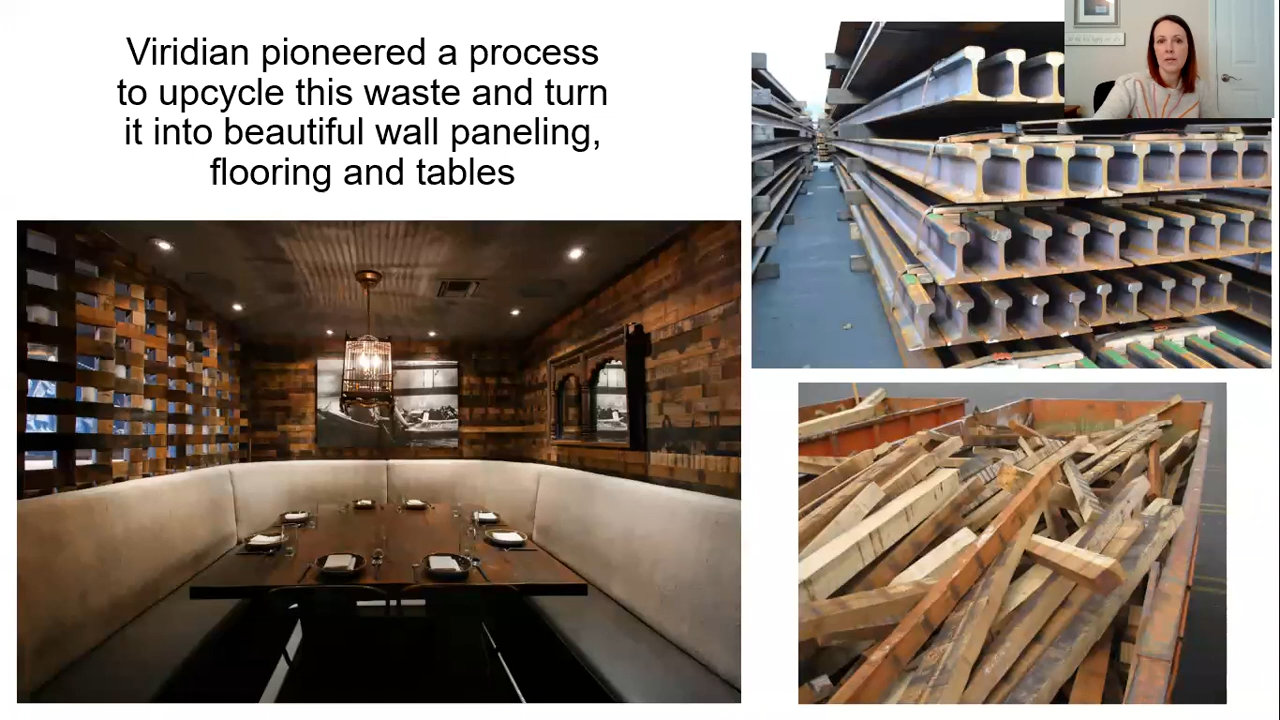 Viridian pioneered a process
to upcycle this waste and turn
it into beautiful wall paneling,
flooring and tables